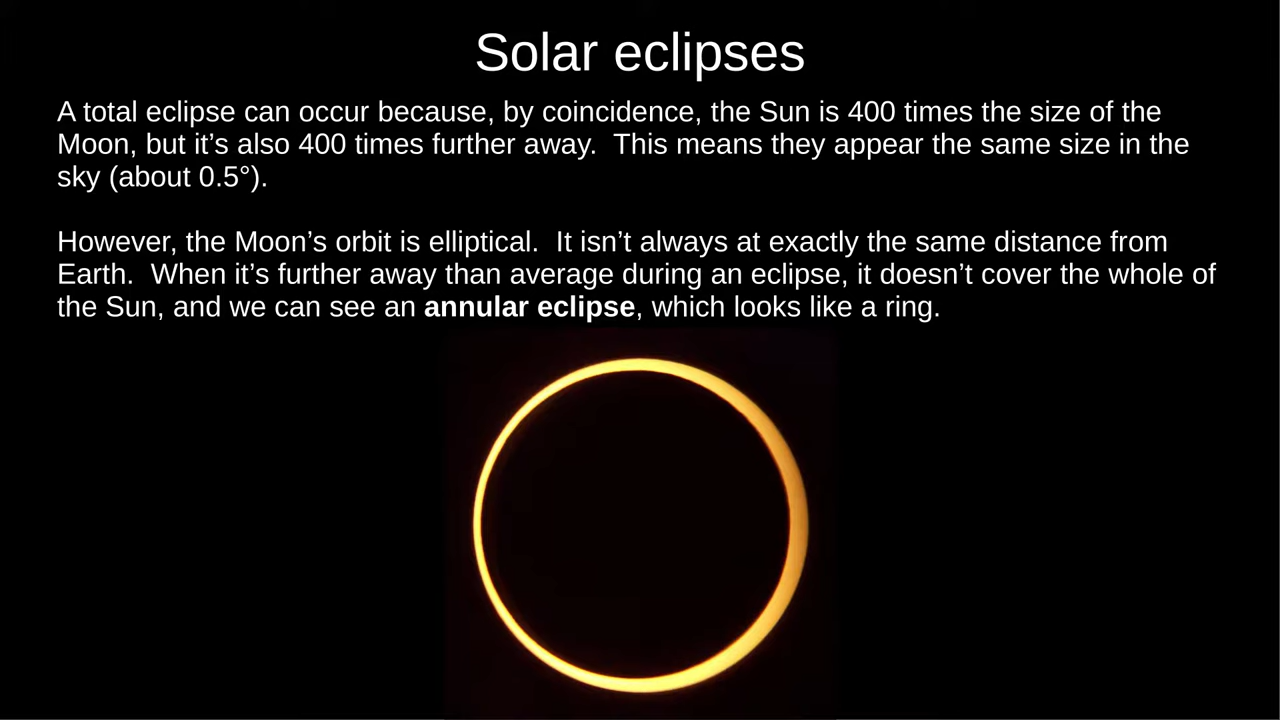 Solar eclipses
A total eclipse can occur because, by coincidence, the Sun is 400 times the size of the
Moon, but it’s also 400 times further away.  This means they appear the same size in the
sky (about 0.5°).
However, the Moon’s orbit is elliptical.  It isn’t always at exactly the same distance from
Earth.  When it’s further away than average during an eclipse, it doesn’t cover the whole of
the Sun, and we can see an annular eclipse, which looks like a ring.